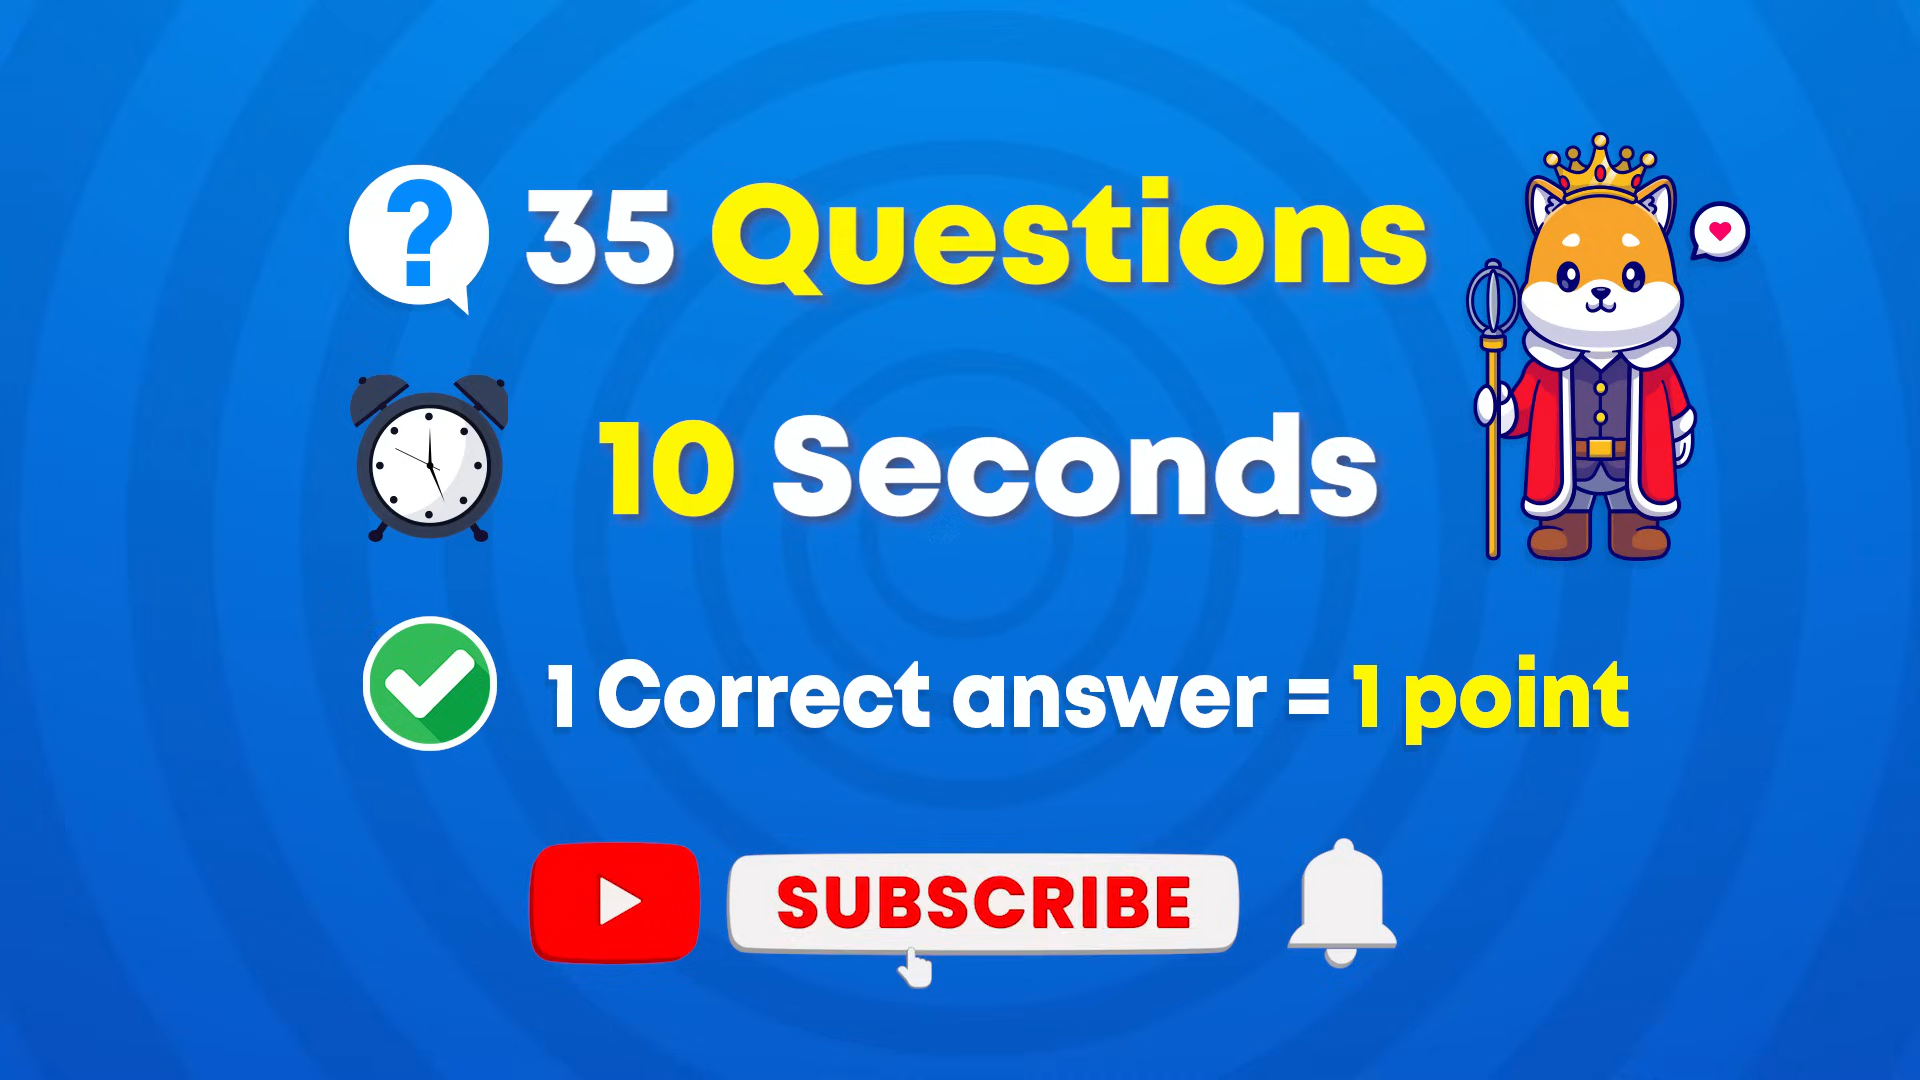 35 Questions
10 Seconds
1 Correct answer = 1 point
SUBSCRIBE